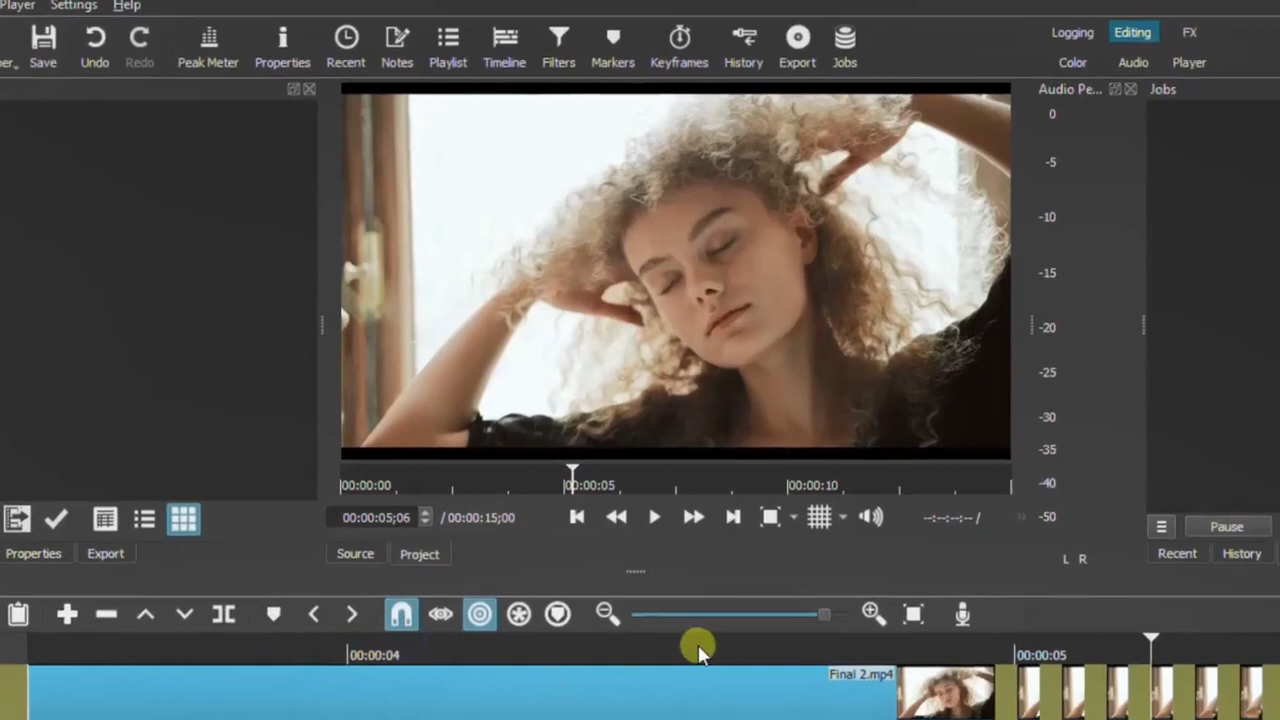 Player Settings Help
er Save Undo Redo Peak Meter Properties Recent Notes Playlist Timeline Filters Markers Keyframes History Export Jobs
Logging Editing FX
Color Audio Player
Audio Pe... Jobs
0
-5
-10
-15
-20
-25
-30
-35
-40
-50
L R
00:00:00 00:00:05 00:00:10
00:00:05;06 / 00:00:15;00 --:--:--:-- /
Pause
Properties Export Source Project Recent History
00:00:04 00:00:05
Final 2.mp4